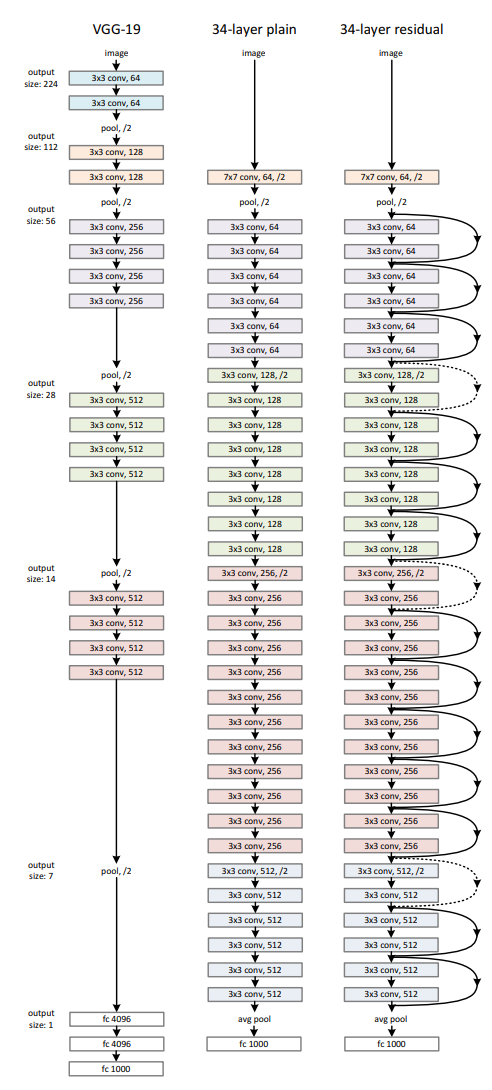 VGG-19
image
output
size: 224
3x3 conv, 64
3x3 conv, 64
pool, /2
output
size: 112
3x3 conv, 128
3x3 conv, 128
pool, /2
output
size: 56
3x3 conv, 256
3x3 conv, 256
3x3 conv, 256
3x3 conv, 256
pool, /2
output
size: 28
3x3 conv, 512
3x3 conv, 512
3x3 conv, 512
3x3 conv, 512
pool, /2
output
size: 14
3x3 conv, 512
3x3 conv, 512
3x3 conv, 512
3x3 conv, 512
output
size: 7
pool, /2
output
size: 1
fc 4096
fc 4096
fc 1000
34-layer plain
image
7x7 conv, 64, /2
pool, /2
3x3 conv, 64
3x3 conv, 64
3x3 conv, 64
3x3 conv, 64
3x3 conv, 64
3x3 conv, 64
3x3 conv, 128, /2
3x3 conv, 128
3x3 conv, 128
3x3 conv, 128
3x3 conv, 128
3x3 conv, 128
3x3 conv, 128
3x3 conv, 128
3x3 conv, 256, /2
3x3 conv, 256
3x3 conv, 256
3x3 conv, 256
3x3 conv, 256
3x3 conv, 256
3x3 conv, 256
3x3 conv, 256
3x3 conv, 256
3x3 conv, 256
3x3 conv, 256
3x3 conv, 256
3x3 conv, 512, /2
3x3 conv, 512
3x3 conv, 512
3x3 conv, 512
3x3 conv, 512
3x3 conv, 512
avg pool
fc 1000
34-layer residual
image
7x7 conv, 64, /2
pool, /2
3x3 conv, 64
3x3 conv, 64
3x3 conv, 64
3x3 conv, 64
3x3 conv, 64
3x3 conv, 64
3x3 conv, 128, /2
3x3 conv, 128
3x3 conv, 128
3x3 conv, 128
3x3 conv, 128
3x3 conv, 128
3x3 conv, 128
3x3 conv, 128
3x3 conv, 256, /2
3x3 conv, 256
3x3 conv, 256
3x3 conv, 256
3x3 conv, 256
3x3 conv, 256
3x3 conv, 256
3x3 conv, 256
3x3 conv, 256
3x3 conv, 256
3x3 conv, 256
3x3 conv, 256
3x3 conv, 512, /2
3x3 conv, 512
3x3 conv, 512
3x3 conv, 512
3x3 conv, 512
3x3 conv, 512
avg pool
fc 1000